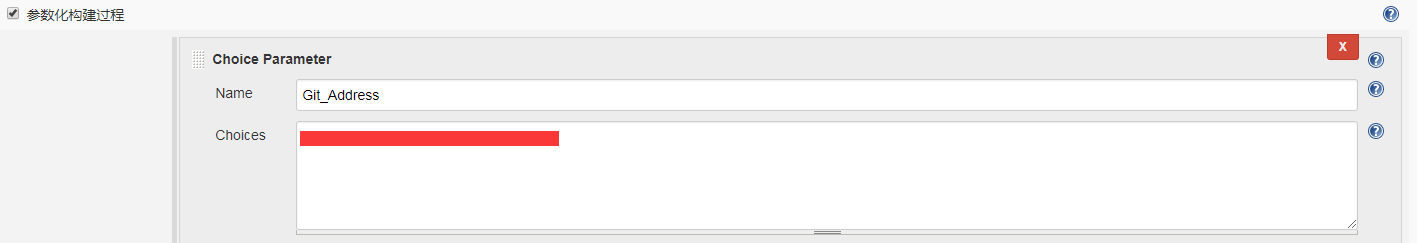 参数化构建过程
Choice Parameter
X
Name
Git_Address
Choices